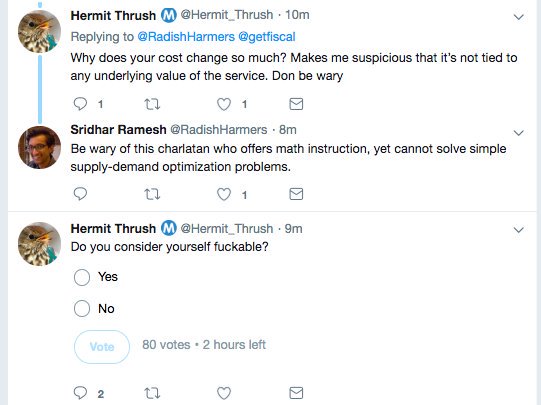 Hermit Thrush M @Hermit_Thrush · 10m
Replying to @RadishHarmers @getfiscal
Why does your cost change so much? Makes me suspicious that it's not tied to
any underlying value of the service. Don be wary
1 1
Sridhar Ramesh @RadishHarmers · 8m
Be wary of this charlatan who offers math instruction, yet cannot solve simple
supply-demand optimization problems.
1
Hermit Thrush M @Hermit_Thrush · 9m
Do you consider yourself fuckable?
Yes
No
Vote 80 votes • 2 hours left
2